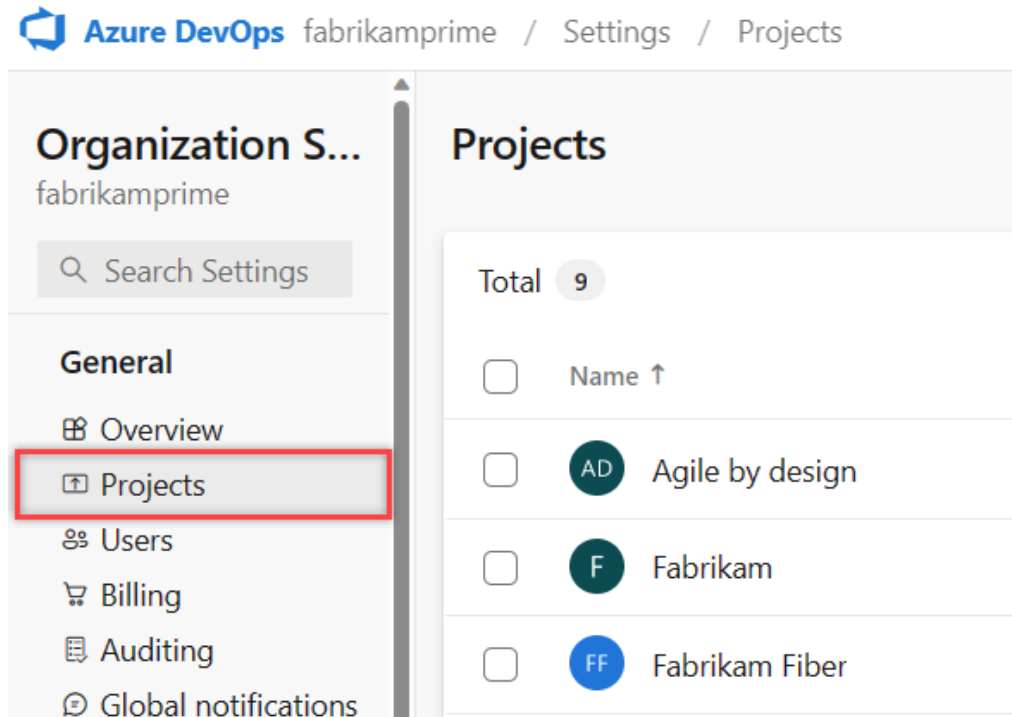 Azure DevOps fabrikamprime / Settings / Projects
Organization S...
fabrikamprime
Search Settings
General
Overview
Projects
Users
Billing
Auditing
Global notifications
Projects
Total 9
Name ↑
AD Agile by design
F Fabrikam
FF Fabrikam Fiber